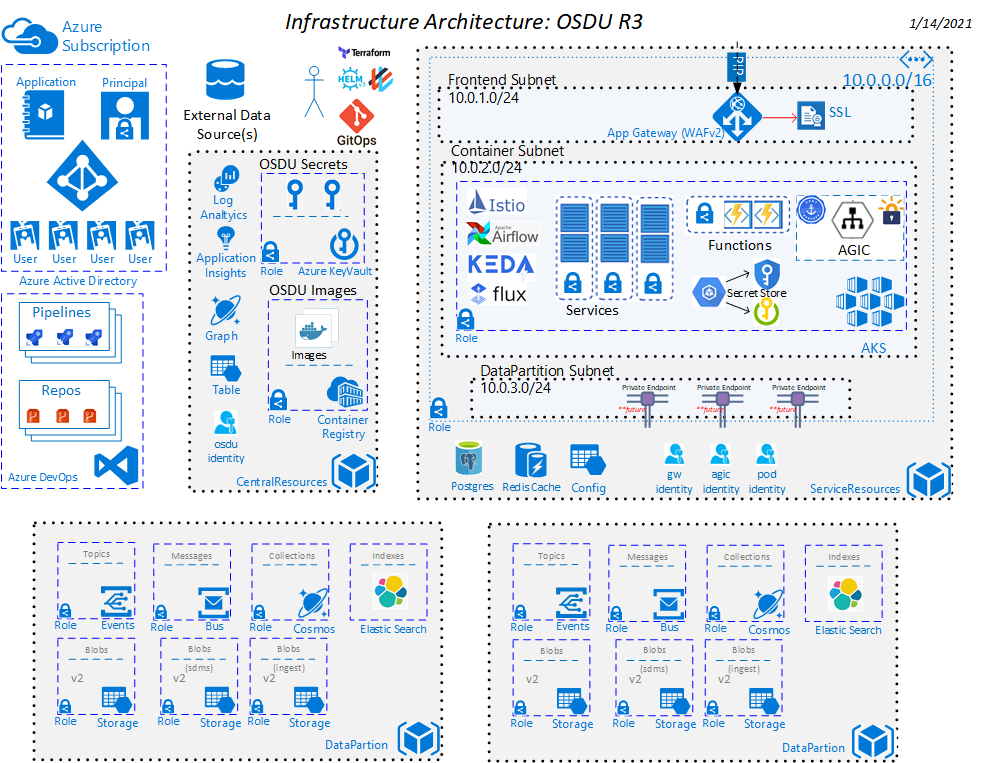 Infrastructure Architecture: OSDU R3
1/14/2021
Azure
Subscription
Application
Principal
User
User
User
User
Azure Active Directory
Pipelines
Repos
Azure DevOps
External Data
Source(s)
Terraform
HELM
GitOps
OSDU Secrets
Log
Analtyics
Application
Insights
Role
Azure KeyVault
OSDU Images
Graph
Images
Table
Role
Container
Registry
osdu
identity
CentralResources
Frontend Subnet
10.0.1.0/24
10.0.0.0/16
App Gateway (WAFv2)
SSL
Container Subnet
10.0.2.0/24
Istio
Apache
Airflow
KEDA
flux
Services
Functions
AGIC
Secret Store
Role
AKS
DataPartition Subnet
10.0.3.0/24
Private Endpoint
Private Endpoint
Private Endpoint
**future
**future
**future
Role
Postgres
Redis Cache
Config
gw
identity
agic
identity
pod
identity
ServiceResources
Topics
Messages
Collections
Indexes
Role
Events
Role
Bus
Role
Cosmos
Elastic Search
Blobs
v2
Blobs
(sdms)
v2
Blobs
(ingest)
v2
Role
Storage
Role
Storage
Role
Storage
DataPartion
Topics
Messages
Collections
Indexes
Role
Events
Role
Bus
Role
Cosmos
Elastic Search
Blobs
v2
Blobs
(sdms)
v2
Blobs
(ingest)
v2
Role
Storage
Role
Storage
Role
Storage
DataPartion